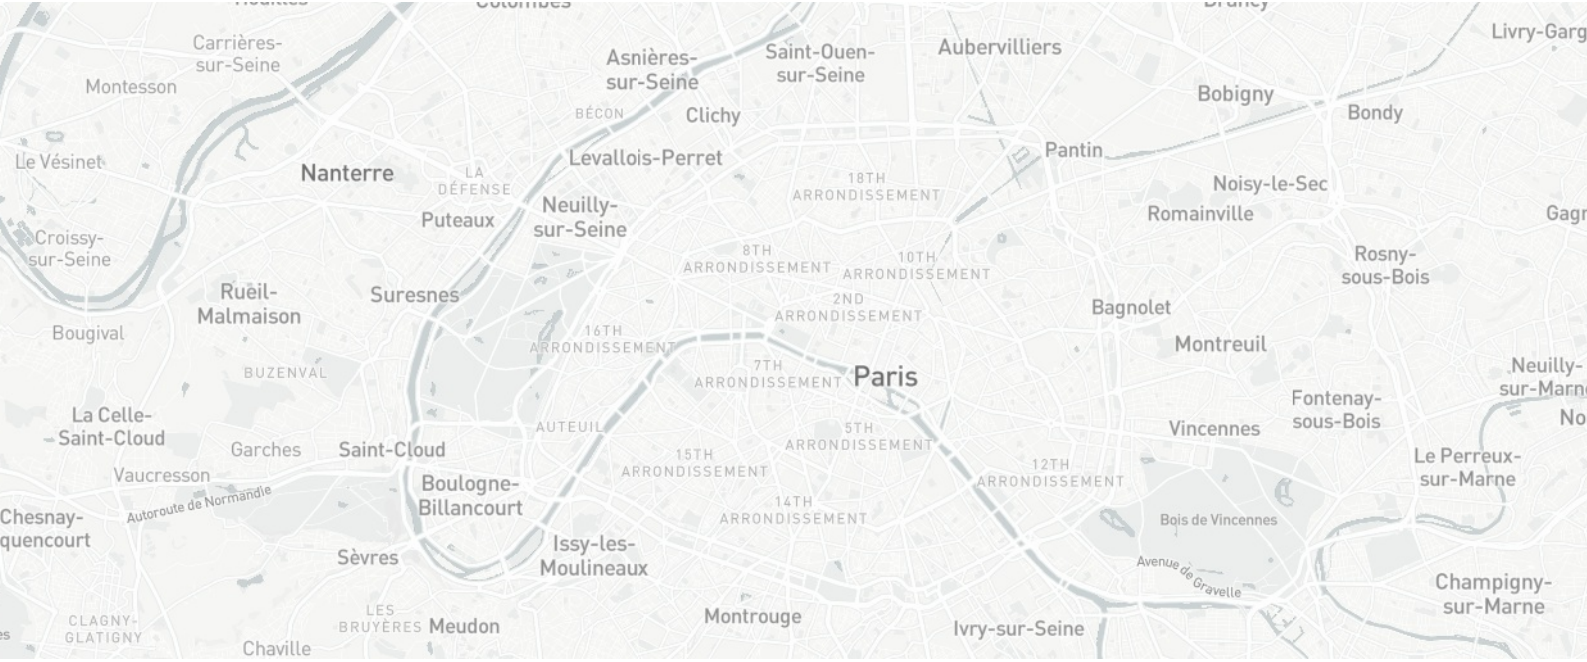 Colombes
Carrières-
sur-Seine
Asnières-
sur-Seine
Saint-Ouen-
sur-Seine
Aubervilliers
Livry-Garg
Montesson
BÉCON
Clichy
Bobigny
Bondy
Le Vésinet
Nanterre
LA
DÉFENSE
Levallois-Perret
Pantin
18TH
ARRONDISSEMENT
Noisy-le-Sec
Puteaux
Neuilly-
sur-Seine
Romainville
Gagn
Croissy-
sur-Seine
8TH
ARRONDISSEMENT
10TH
ARRONDISSEMENT
Rosny-
sous-Bois
Rueil-
Malmaison
Suresnes
2ND
ARRONDISSEMENT
Bagnolet
Bougival
16TH
ARRONDISSEMENT
Montreuil
BUZENVAL
7TH
ARRONDISSEMENT
Paris
Neuilly-
sur-Marne
La Celle-
Saint-Cloud
AUTEUIL
5TH
ARRONDISSEMENT
Vincennes
Fontenay-
sous-Bois
No
Garches
Saint-Cloud
15TH
ARRONDISSEMENT
12TH
ARRONDISSEMENT
Le Perreux-
sur-Marne
Vaucresson
Autoroute de Normandie
Boulogne-
Billancourt
14TH
ARRONDISSEMENT
Bois de Vincennes
Chesnay-
quencourt
Sèvres
Issy-les-
Moulineaux
Avenue de Gravelle
Champigny-
sur-Marne
CLAGNY-
GLATIGNY
LES
BRUYÈRES
Meudon
Montrouge
Ivry-sur-Seine
Chaville